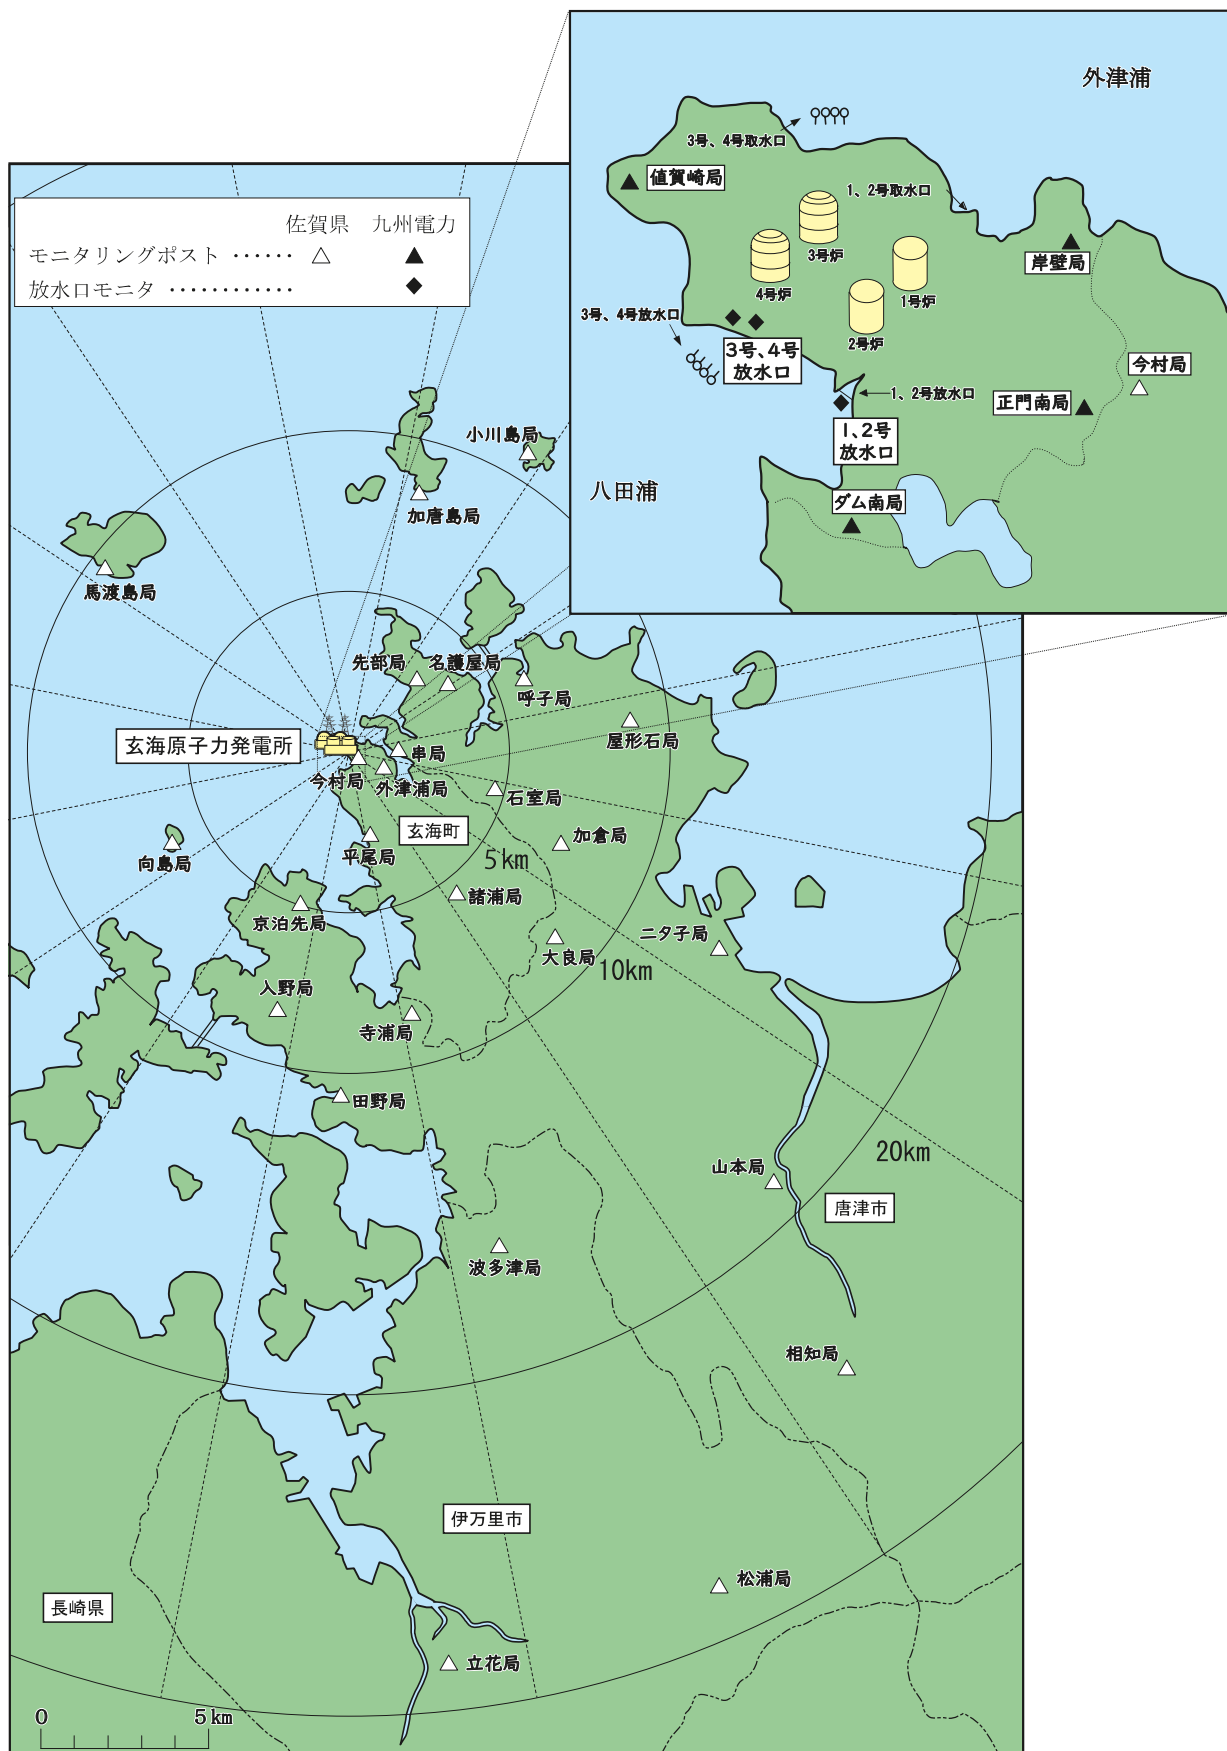 外津浦
3号、4号取水口
値賀崎局
1、2号取水口
3号炉
岸壁局
4号炉
1号炉
3号、4号放水口
2号炉
3号、4号
放水口
今村局
1、2号放水口
正門南局
1、2号
放水口
八田浦
ダム南局
佐賀県 九州電力
モニタリングポスト ・・・・・・ △ ▲
放水口モニタ ・・・・・・・・・・・・ ◆
小川島局
加唐島局
馬渡島局
先部局
名護屋局
呼子局
屋形石局
玄海原子力発電所
串局
今村局
外津浦局
石室局
玄海町
加倉局
平尾局
5km
向島局
諸浦局
京泊先局
二タ子局
大良局
10km
入野局
寺浦局
田野局
20km
山本局
唐津市
波多津局
相知局
伊万里市
松浦局
長崎県
立花局
0 5km